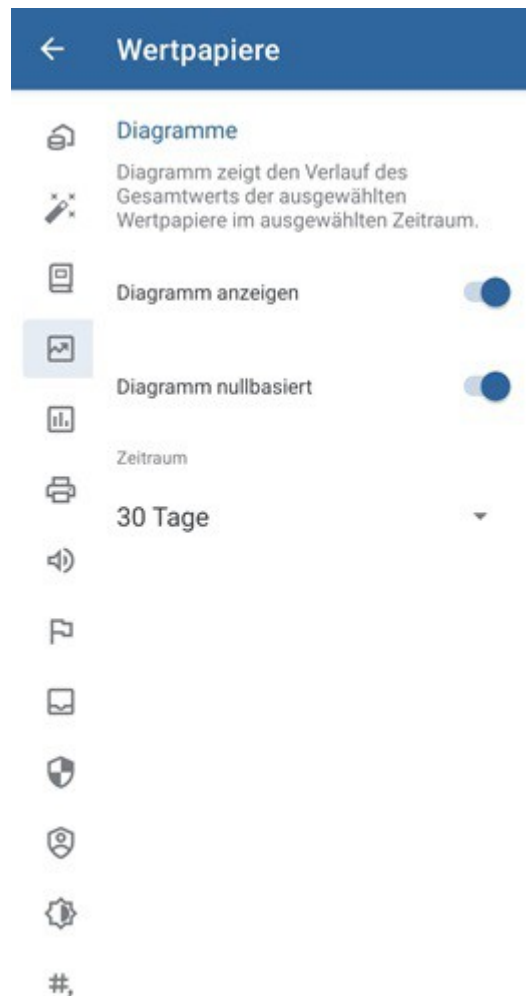 Wertpapiere
Diagramme
Diagramm zeigt den Verlauf des
Gesamtwerts der ausgewählten
Wertpapiere im ausgewählten Zeitraum.
Diagramm anzeigen
Diagramm nullbasiert
Zeitraum
30 Tage
#,